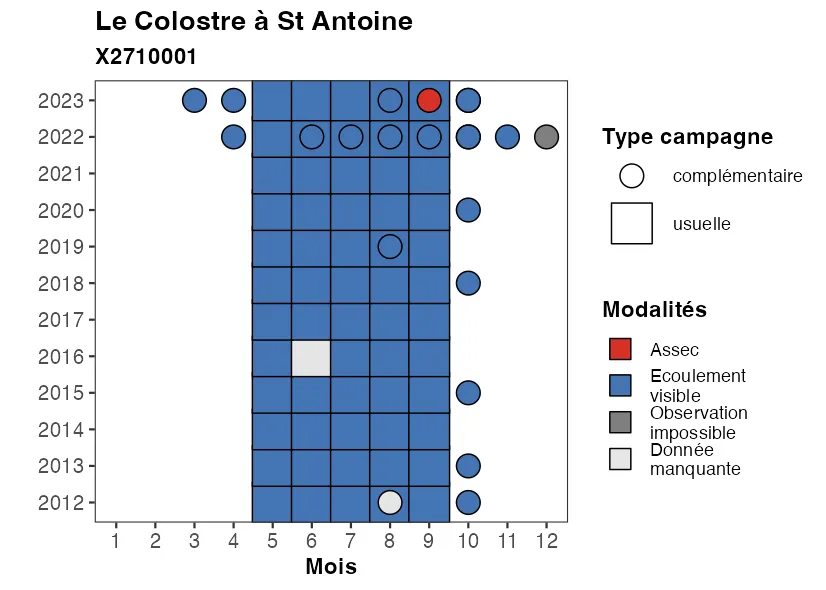 Le Colostre à St Antoine
X2710001
2023
2022
2021
2020
2019
2018
2017
2016
2015
2014
2013
2012
1 2 3 4 5 6 7 8 9 10 11 12
Mois
Type campagne
complémentaire
usuelle
Modalités
Assec
Ecoulement
visible
Observation
impossible
Donnée
manquante